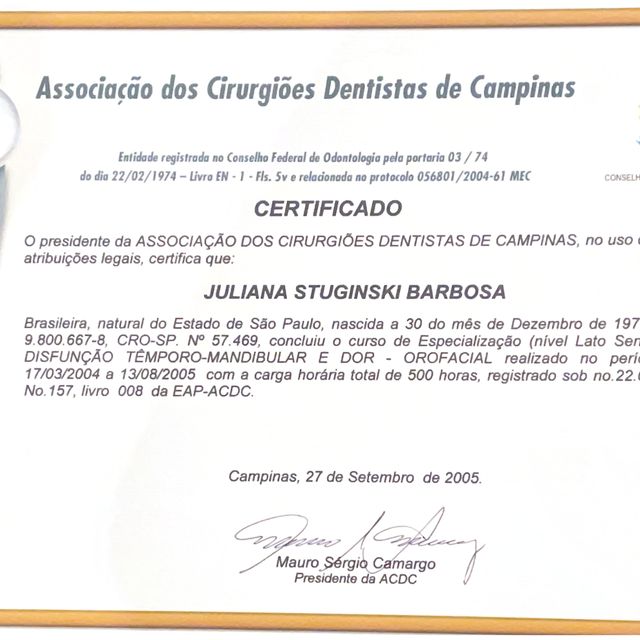 Associação dos Cirurgiões Dentistas de Campinas
Entidade registrada no Conselho Federal de Odontologia pela portaria 03 / 74
do dia 22/02/1974 – Livro EN - 1 - Fls. 5v e relacionada no protocolo 056801/2004-61 MEC
CONSELH
CERTIFICADO
O presidente da ASSOCIAÇÃO DOS CIRURGIÕES DENTISTAS DE CAMPINAS, no uso
atribuições legais, certifica que:
JULIANA STUGINSKI BARBOSA
Brasileira, natural do Estado de São Paulo, nascida a 30 do mês de Dezembro de 197
9.800.667-8, CRO-SP. Nº 57.469, concluiu o curso de Especialização (nível Lato Sen
DISFUNÇÃO TÊMPORO-MANDIBULAR E DOR - OROFACIAL realizado no perí
17/03/2004 a 13/08/2005 com a carga horária total de 500 horas, registrado sob no.22.
No.157, livro 008 da EAP-ACDC.
Campinas, 27 de Setembro de 2005.
Mauro Sérgio Camargo
Presidente da ACDC